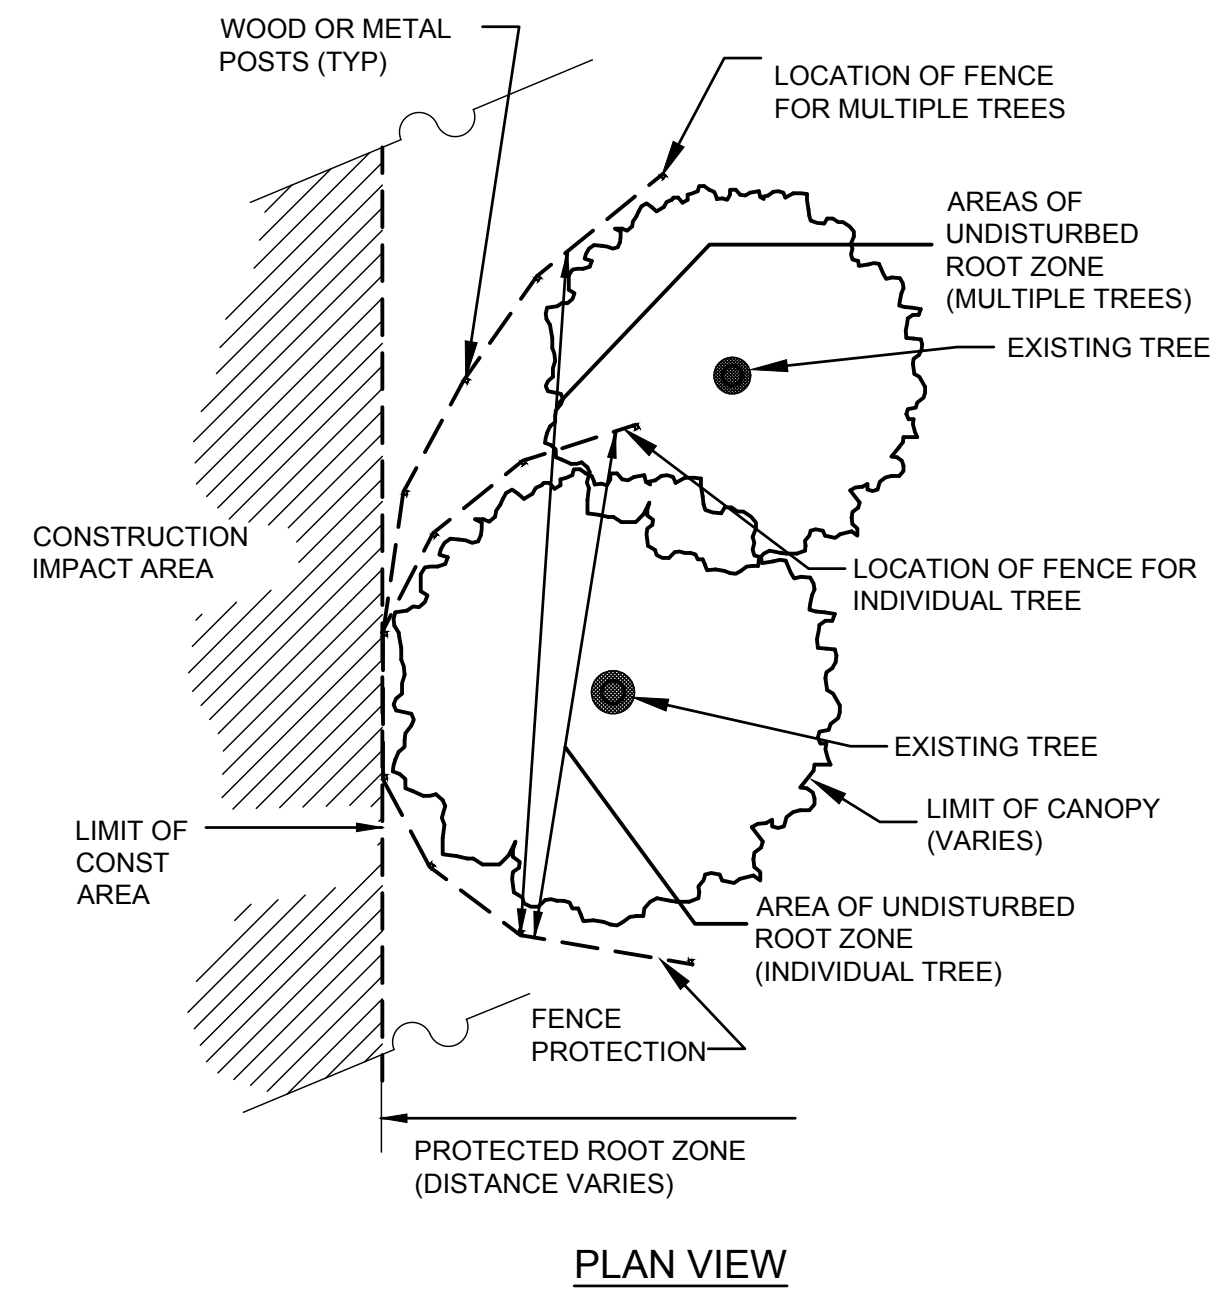 WOOD OR METAL
POSTS (TYP)
LOCATION OF FENCE
FOR MULTIPLE TREES
AREAS OF
UNDISTURBED
ROOT ZONE
(MULTIPLE TREES)
EXISTING TREE
CONSTRUCTION
IMPACT AREA
LOCATION OF FENCE FOR
INDIVIDUAL TREE
EXISTING TREE
LIMIT OF CANOPY
(VARIES)
LIMIT OF
CONST
AREA
AREA OF UNDISTURBED
ROOT ZONE
(INDIVIDUAL TREE)
FENCE
PROTECTION
PROTECTED ROOT ZONE
(DISTANCE VARIES)
PLAN VIEW